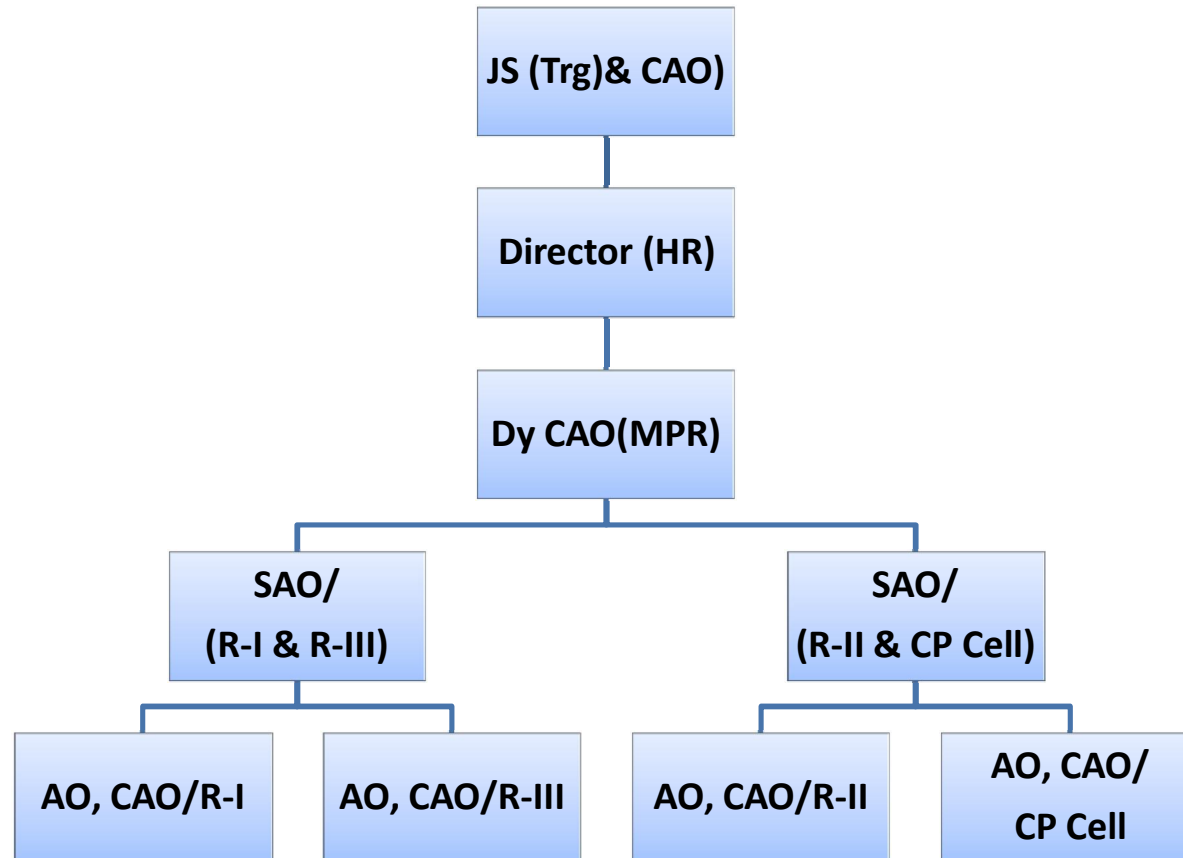 JS (Trg)& CAO)
Director (HR)
Dy CAO(MPR)
SAO/
(R-I & R-III)
SAO/
(R-II & CP Cell)
AO, CAO/R-I
AO, CAO/R-III
AO, CAO/R-II
AO, CAO/
CP Cell